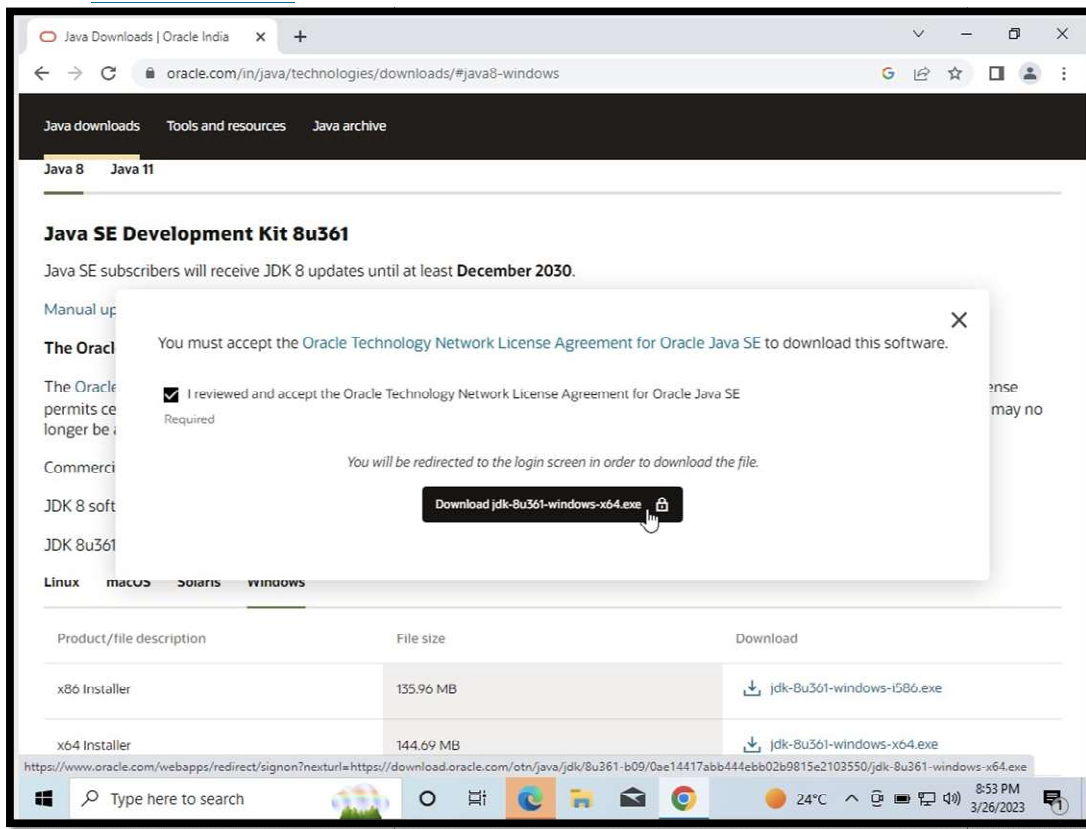 Java Downloads | Oracle India
oracle.com/in/java/technologies/downloads/#java8-windows
Java downloads Tools and resources Java archive
Java 8 Java 11
Java SE Development Kit 8u361
Java SE subscribers will receive JDK 8 updates until at least December 2030.
Manual up
The Oracl
You must accept the Oracle Technology Network License Agreement for Oracle Java SE to download this software.
The Oracle
ense
I reviewed and accept the Oracle Technology Network License Agreement for Oracle Java SE
permits ce
may no
Required
longer be a
You will be redirected to the login screen in order to download the file.
Commerci
Download jdk-8u361-windows-x64.exe
JDK 8 soft
JDK 8u361
Linux macOS Solaris Windows
Product/file description File size Download
x86 Installer 135.96 MB jdk-8u361-windows-i586.exe
x64 Installer 144.69 MB jdk-8u361-windows-x64.exe
https://www.oracle.com/webapps/redirect/signon?nexturl=https://download.oracle.com/otn/java/jdk/8u361-b09/0ae14417abb444ebb02b9815e2103550/jdk-8u361-windows-x64.exe
Type here to search
24°C
8:53 PM
3/26/2023
1